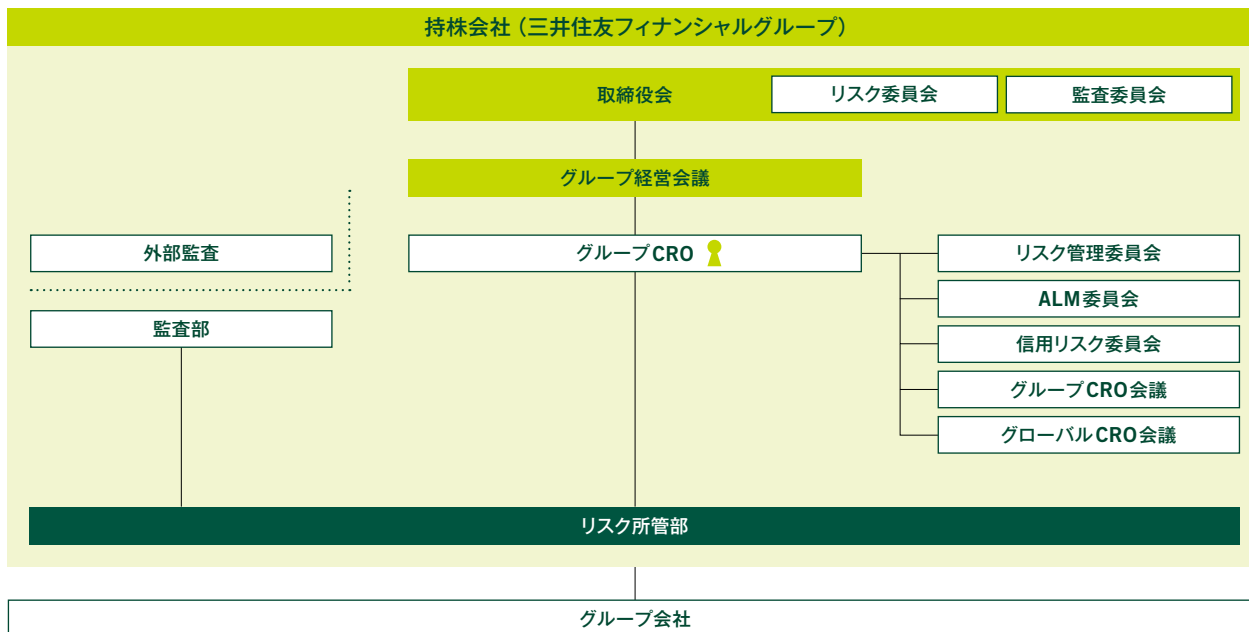 持株会社（三井住友フィナンシャルグループ）
取締役会
リスク委員会
監査委員会
グループ経営会議
外部監査
グループCRO
リスク管理委員会
監査部
ALM委員会
信用リスク委員会
グループCRO会議
グローバルCRO会議
リスク所管部
グループ会社